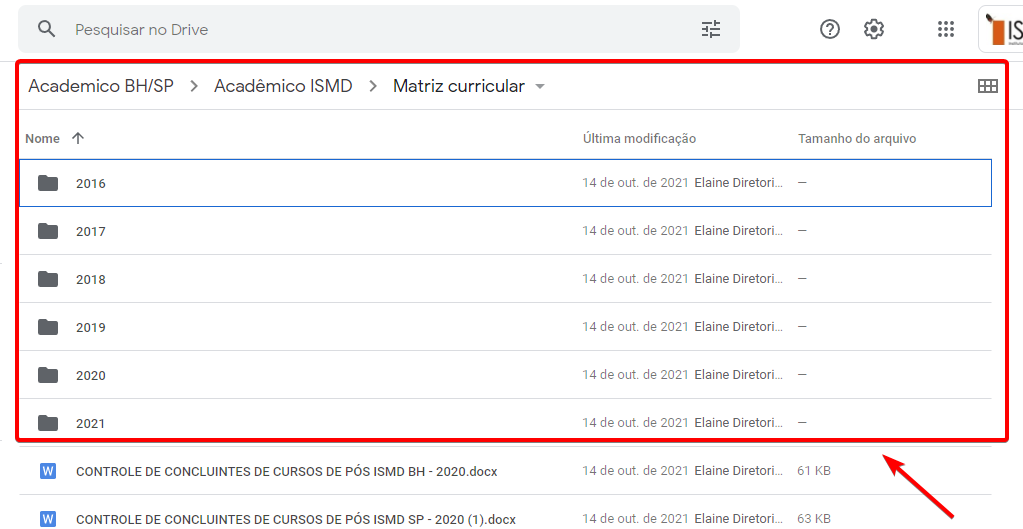 Pesquisar no Drive
IS
Academico BH/SP > Acadêmico ISMD > Matriz curricular
Nome Última modificação Tamanho do arquivo
2016 14 de out. de 2021 Elaine Diretori... —
2017 14 de out. de 2021 Elaine Diretori... —
2018 14 de out. de 2021 Elaine Diretori... —
2019 14 de out. de 2021 Elaine Diretori... —
2020 14 de out. de 2021 Elaine Diretori... —
2021 14 de out. de 2021 Elaine Diretori... —
W CONTROLE DE CONCLUINTES DE CURSOS DE PÓS ISMD BH - 2020.docx 14 de out. de 2021 Elaine Diretori... 61 KB
W CONTROLE DE CONCLUINTES DE CURSOS DE PÓS ISMD SP - 2020 (1).docx 14 de out. de 2021 Elaine Diretori... 63 KB